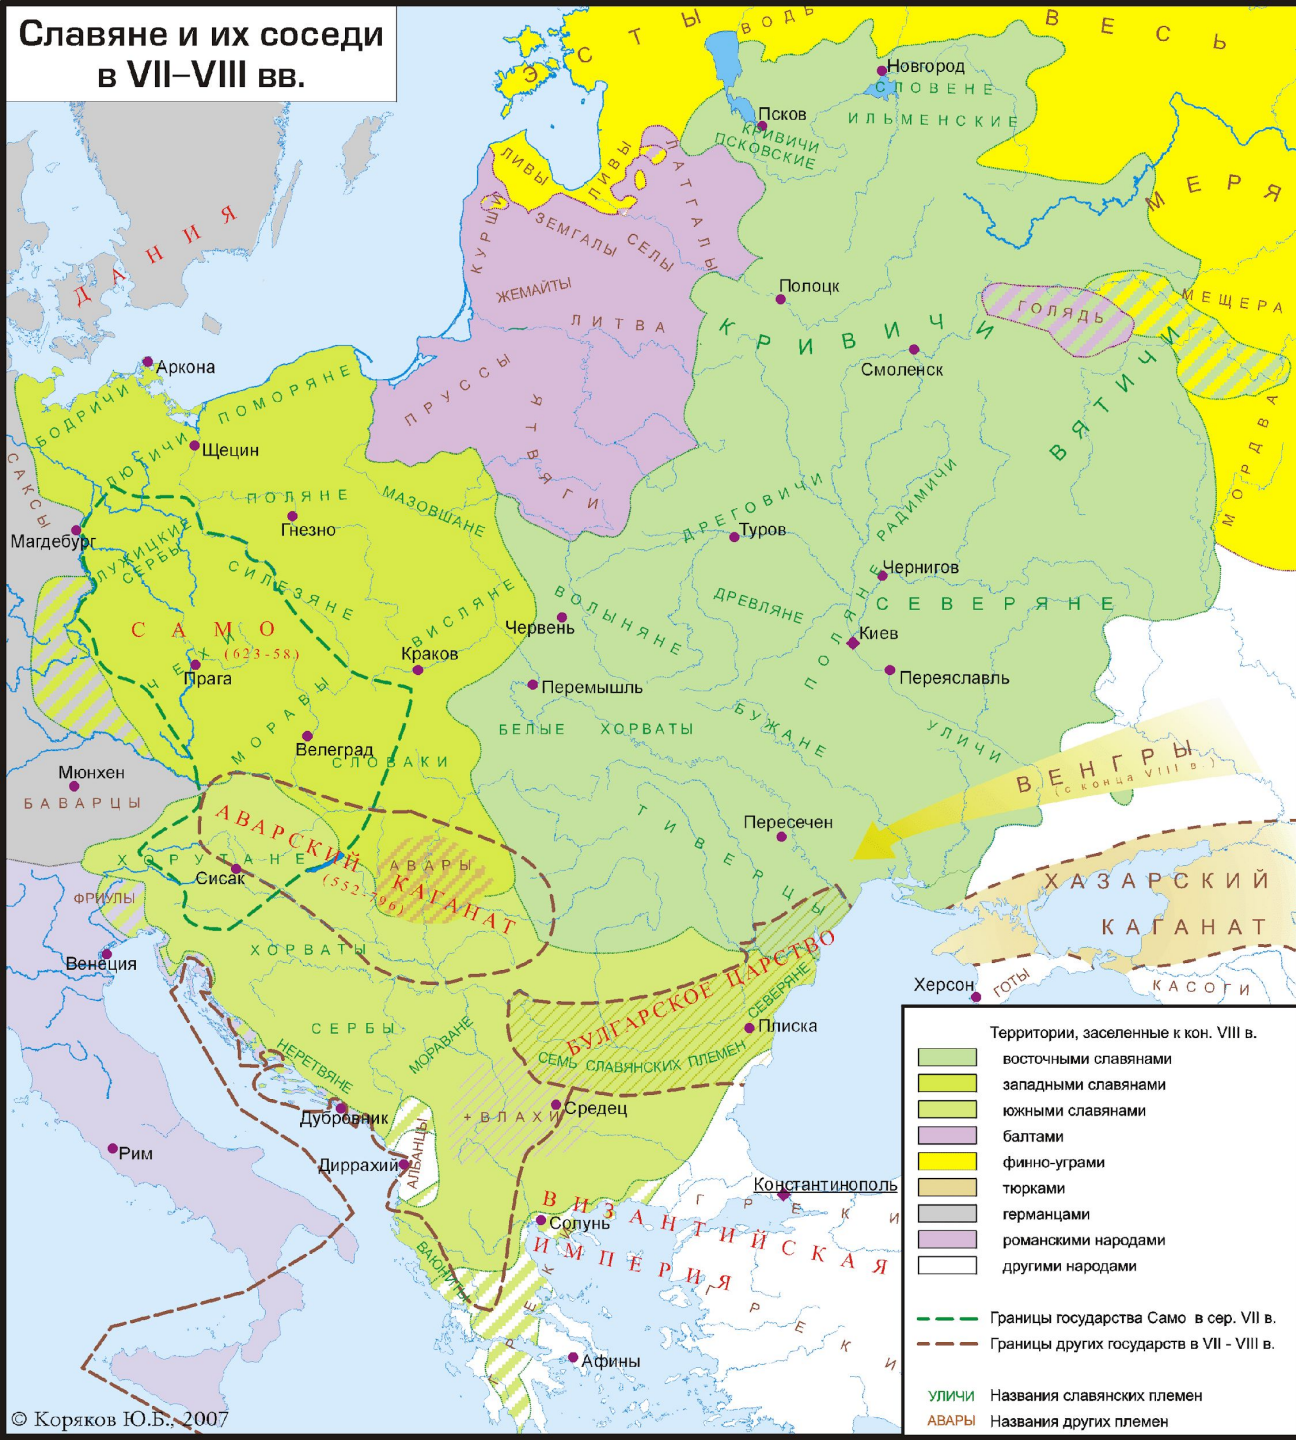 Славяне и их соседи
в VII–VIII вв.
ЭСТЫ
ВОДЬ
ВЕСЬ
Новгород
СЛОВЕНЕ
ИЛЬМЕНСКИЕ
Псков
КРИВИЧИ
ПСКОВСКИЕ
ЛИВЫ
ЛИВЫ
ЛАТГАЛЫ
МЕРЯ
ДАНИЯ
КУРШИ
ЗЕМГАЛЫ
СЕЛЫ
ЖЕМАЙТЫ
ЛИТВА
Полоцк
КРИВИЧИ
ГОЛЯДЬ
МЕЩЕРА
Смоленск
ВЯТИЧИ
МОРДВА
ПРУССЫ
ЯТВЯГИ
Аркона
БОДРИЧИ
ПОМОРЯНЕ
ЛЮТИЧИ
Щецин
САКСЫ
ПОЛЯНЕ
МАЗОВШАНЕ
Гнезно
Магдебург
ЛУЖИЦКИЕ
СЕРБЫ
СИЛЕЗЯНЕ
ДРЕГОВИЧИ
РАДИМИЧИ
Туров
Чернигов
ДРЕВЛЯНЕ
ПОЛЯНЕ
СЕВЕРЯНЕ
ВОЛЫНЯНЕ
ВИСЛЯНЕ
Червень
Киев
САМО
(623-58.)
ЧЕХИ
Прага
Краков
Перемышль
Переяславль
МОРАВЫ
Велеград
СЛОВАКИ
БЕЛЫЕ ХОРВАТЫ
БУЖАНЕ
УЛИЧИ
ВЕНГРЫ
(с конца VIII в.)
Мюнхен
БАВАРЦЫ
АВАРСКИЙ КАГАНАТ
(552-796)
АВАРЫ
ХОРУТАНЕ
Сисак
ФРИУЛЫ
ТИВЕРЦЫ
Пересечен
ХАЗАРСКИЙ
КАГАНАТ
Венеция
ХОРВАТЫ
Херсон
ГОТЫ
КАСОГИ
СЕРБЫ
НЕРЕТВЯНЕ
МОРАВАНЕ
БУЛГАРСКОЕ ЦАРСТВО
СЕВЕРЯНЕ
Плиска
СЕМЬ СЛАВЯНСКИХ ПЛЕМЕН
Дубровник
+ВЛАХИ
Средец
Рим
Диррахий
АЛБАНЦЫ
Константинополь
ВИЗАНТИЙСКАЯ
ИМПЕРИЯ
ГРЕКИ
Солунь
ВАЮНИТЫ
ГРЕКИ
ГРЕКИ
Афины
Территории, заселенные к кон. VIII в.
восточными славянами
западными славянами
южными славянами
балтами
финно-уграми
тюрками
германцами
романскими народами
другими народами
Границы государства Само в сер. VII в.
Границы других государств в VII - VIII в.
УЛИЧИ Названия славянских племен
АВАРЫ Названия других племен
© Коряков Ю.Б., 2007